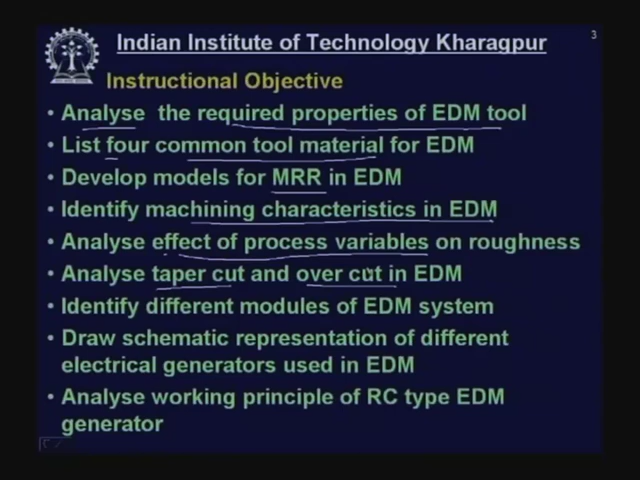 3
Indian Institute of Technology Kharagpur
Instructional Objective
• Analyse the required properties of EDM tool
• List four common tool material for EDM
• Develop models for MRR in EDM
• Identify machining characteristics in EDM
• Analyse effect of process variables on roughness
• Analyse taper cut and over cut in EDM
• Identify different modules of EDM system
• Draw schematic representation of different
electrical generators used in EDM
• Analyse working principle of RC type EDM
generator